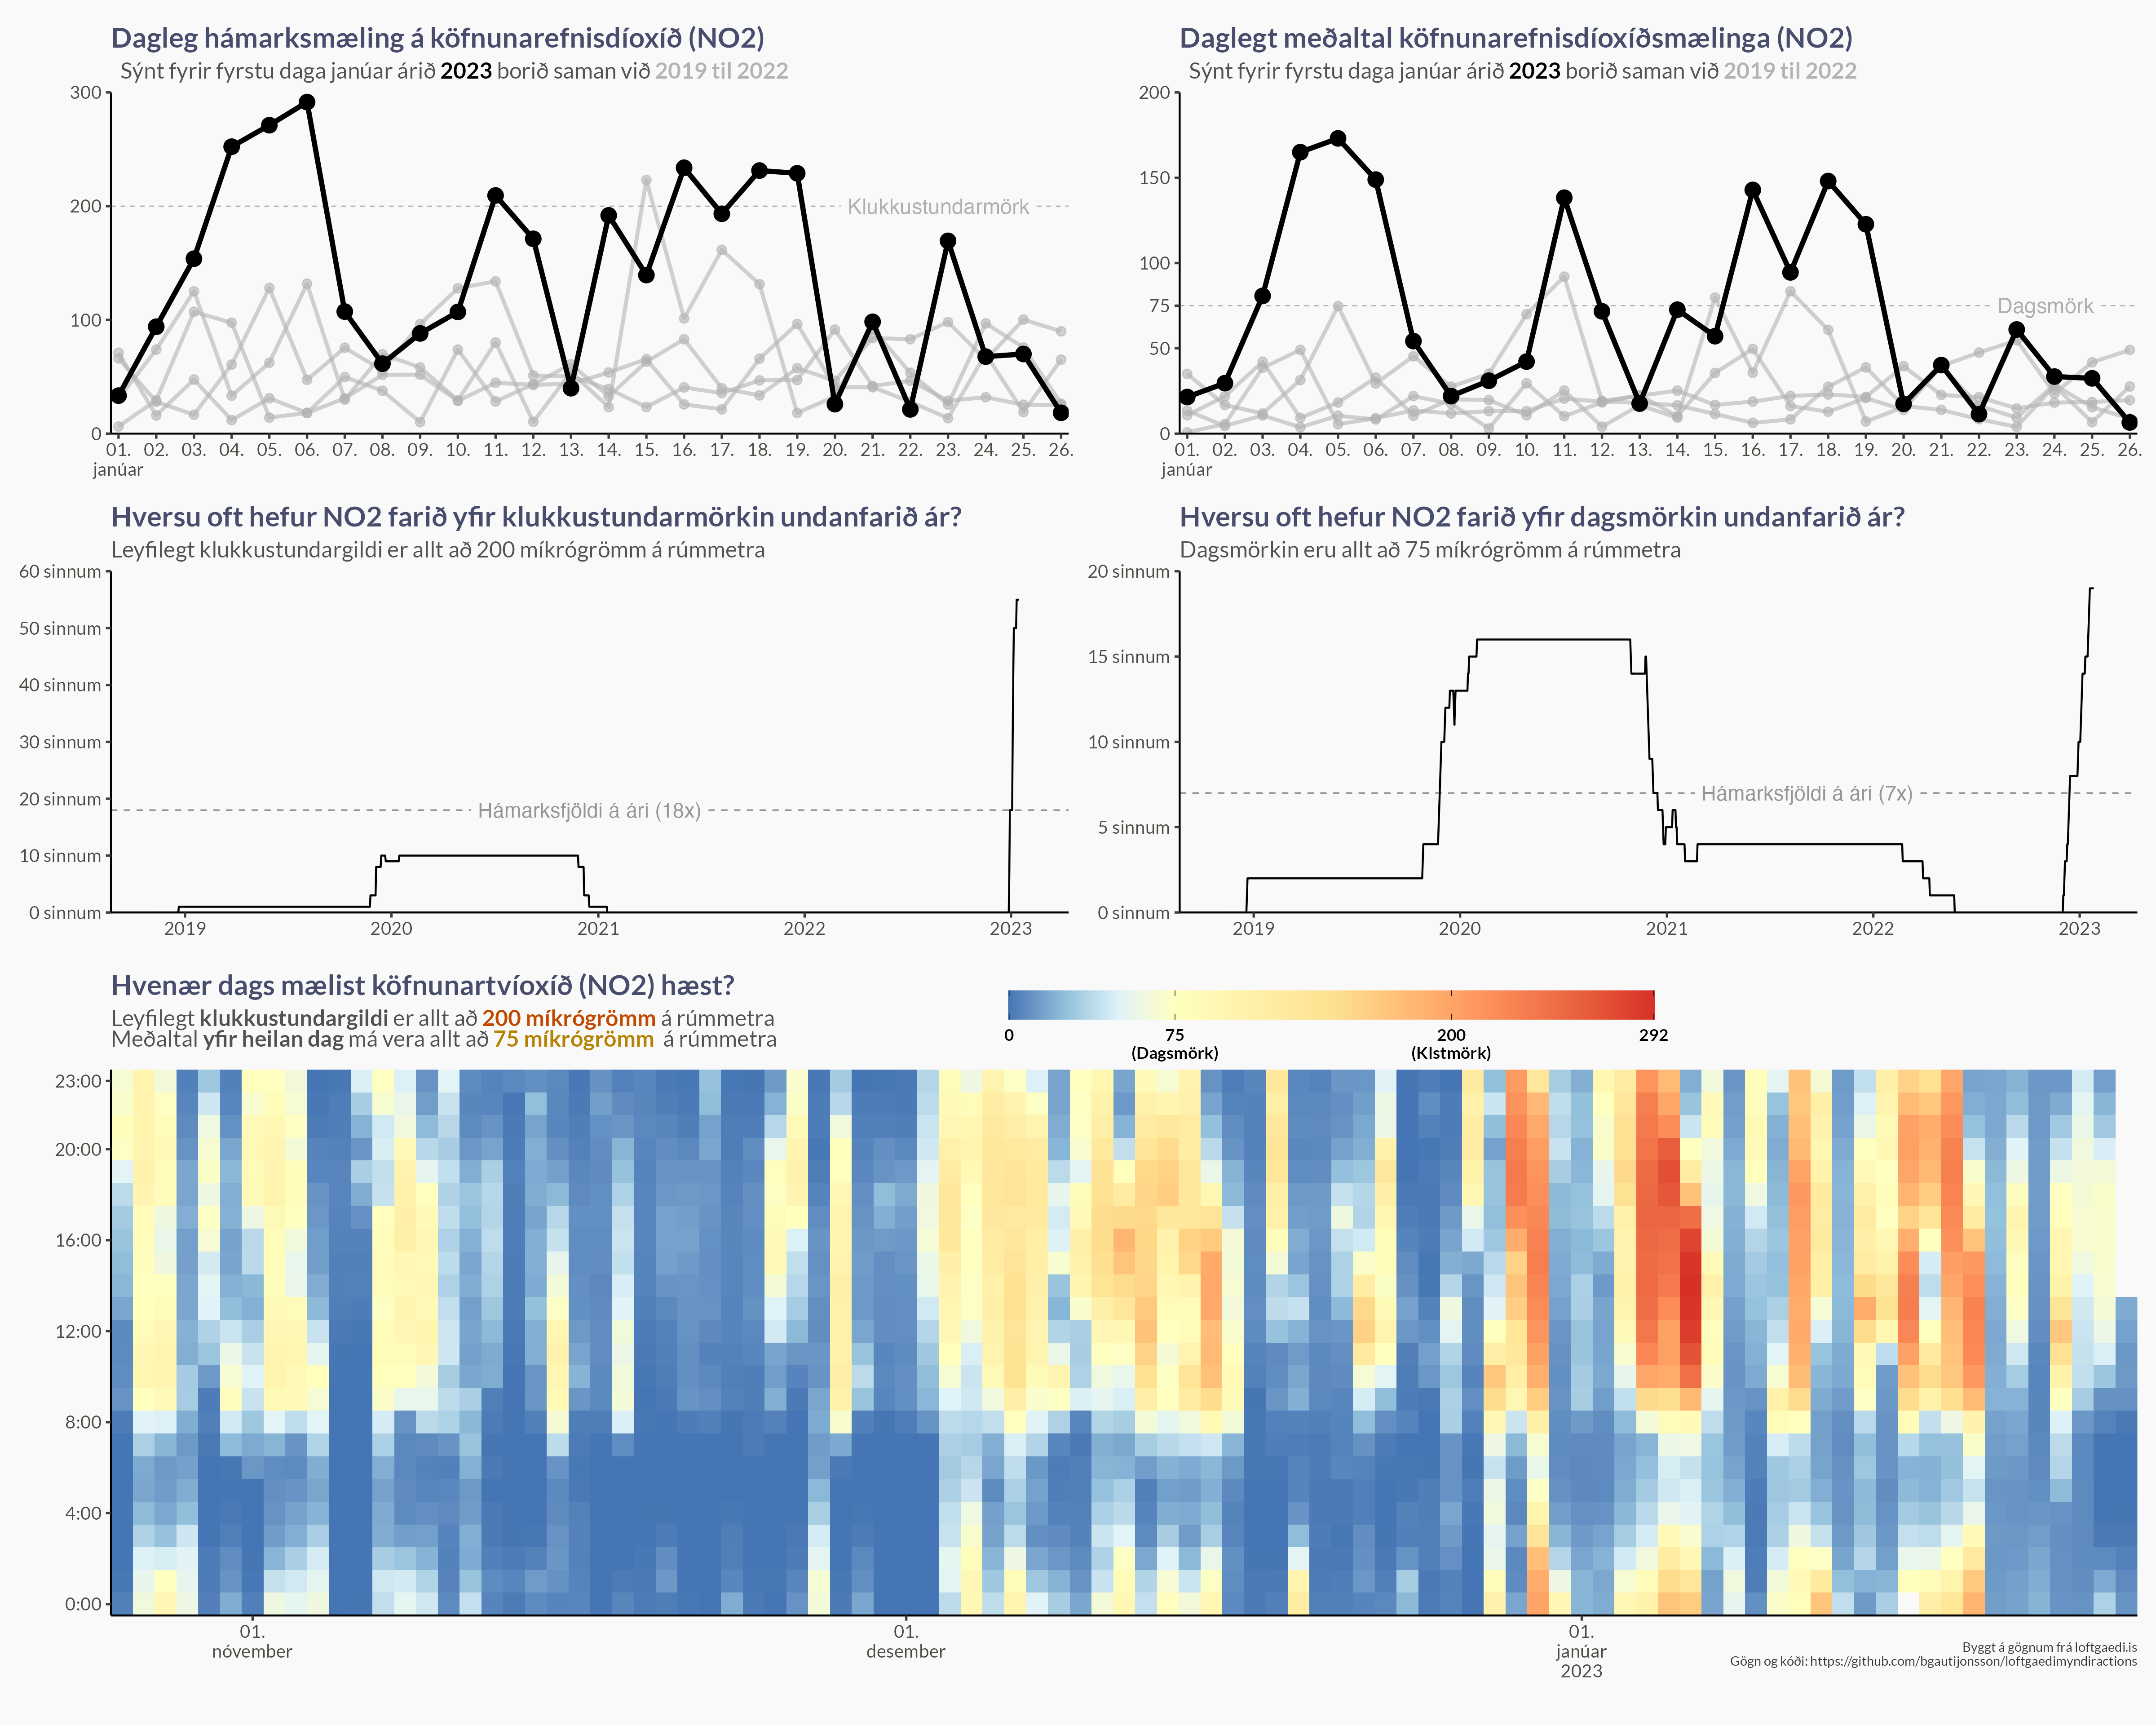 Dagleg hámarksmæling á köfnunarefnisdíoxíð (NO2)
Sýnt fyrir fyrstu daga janúar árið 2023 borið saman við 2019 til 2022
300
200
100
0
Klukkustundarmörk
01. 02. 03. 04. 05. 06. 07. 08. 09. 10. 11. 12. 13. 14. 15. 16. 17. 18. 19. 20. 21. 22. 23. 24. 25. 26.
janúar
Daglegt meðaltal köfnunarefnisdíoxíðsmælinga (NO2)
Sýnt fyrir fyrstu daga janúar árið 2023 borið saman við 2019 til 2022
200
150
100
75
50
0
Dagsmörk
01. 02. 03. 04. 05. 06. 07. 08. 09. 10. 11. 12. 13. 14. 15. 16. 17. 18. 19. 20. 21. 22. 23. 24. 25. 26.
janúar
Hversu oft hefur NO2 farið yfir klukkustundarmörkin undanfarið ár?
Leyfilegt klukkustundargildi er allt að 200 míkrógrömm á rúmmetra
60 sinnum
50 sinnum
40 sinnum
30 sinnum
20 sinnum
10 sinnum
0 sinnum
Hámarksfjöldi á ári (18x)
2019 2020 2021 2022 2023
Hversu oft hefur NO2 farið yfir dagsmörkin undanfarið ár?
Dagsmörkin eru allt að 75 míkrógrömm á rúmmetra
20 sinnum
15 sinnum
10 sinnum
5 sinnum
0 sinnum
Hámarksfjöldi á ári (7x)
2019 2020 2021 2022 2023
Hvenær dags mælist köfnunartvíoxíð (NO2) hæst?
Leyfilegt klukkustundargildi er allt að 200 míkrógrömm á rúmmetra
Meðaltal yfir heilan dag má vera allt að 75 míkrógrömm á rúmmetra
0 75 200 292
(Dagsmörk) (Klstmörk)
23:00
20:00
16:00
12:00
8:00
4:00
0:00
01. 01. 01.
nóvember desember janúar
2023
Byggt á gögnum frá loftgaedi.is
Gögn og kóði: https://github.com/bgautijonsson/loftgaedimyndiractions